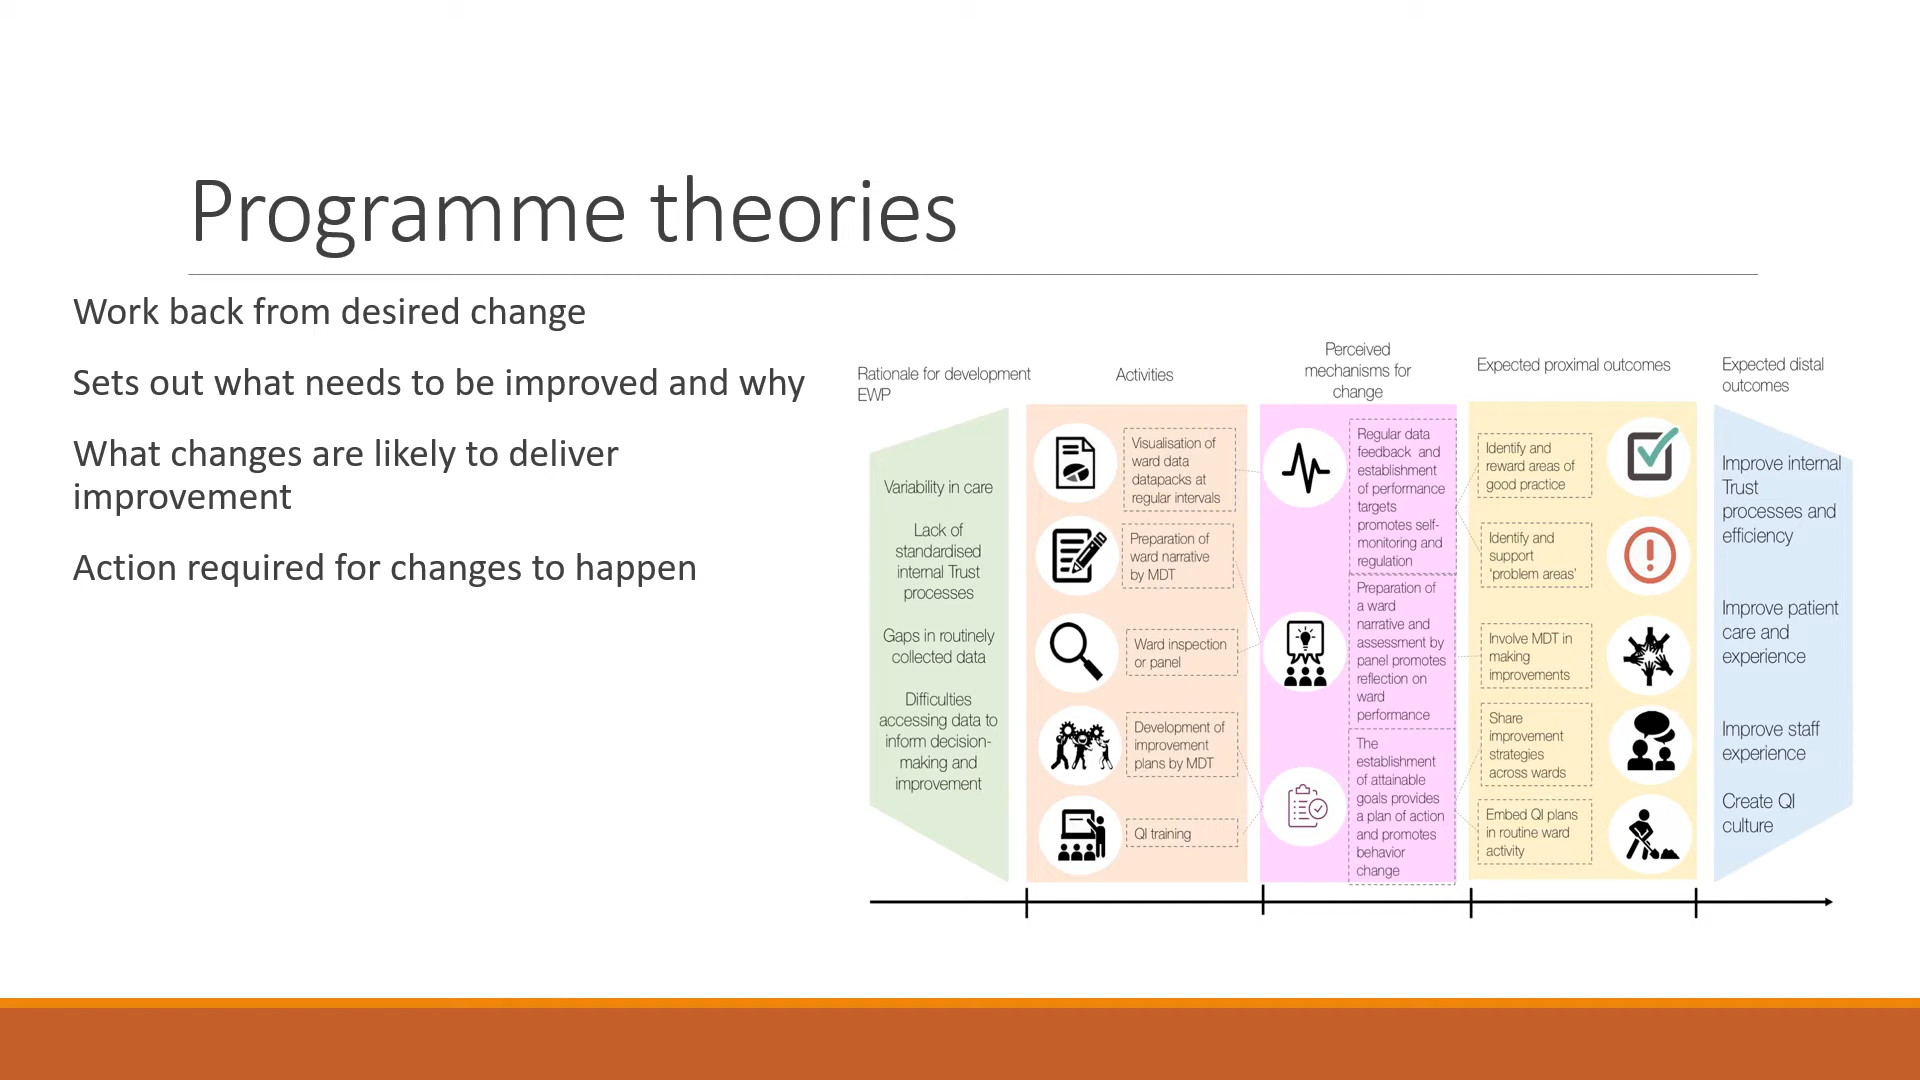 Programme theories
Work back from desired change
Sets out what needs to be improved and why
What changes are likely to deliver
improvement
Action required for changes to happen
Rationale for development
EWP
Variability in care
Lack of
standardised
internal Trust
processes
Gaps in routinely
collected data
Difficulties
accessing data to
inform decision-
making and
improvement
Activities
Visualisation of
ward data
datapacks at
regular intervals
Preparation of
ward narrative
by MDT
Ward inspection
or panel
Development of
improvement
plans by MDT
QI training
Perceived
mechanisms for
change
Regular data
feedback and
establishment
of performance
targets
promotes self-
monitoring and
regulation
Preparation of
a ward
narrative and
assessment by
panel promotes
reflection on
ward
performance
The
establishment
of attainable
goals provides
a plan of action
and promotes
behavior
change
Expected proximal outcomes
Identify and
reward areas of
good practice
Identify and
support
‘problem areas’
Involve MDT in
making
improvements
Share
improvement
strategies
across wards
Embed QI plans
in routine ward
activity
Expected distal
outcomes
Improve internal
Trust
processes and
efficiency
Improve patient
care and
experience
Improve staff
experience
Create QI
culture